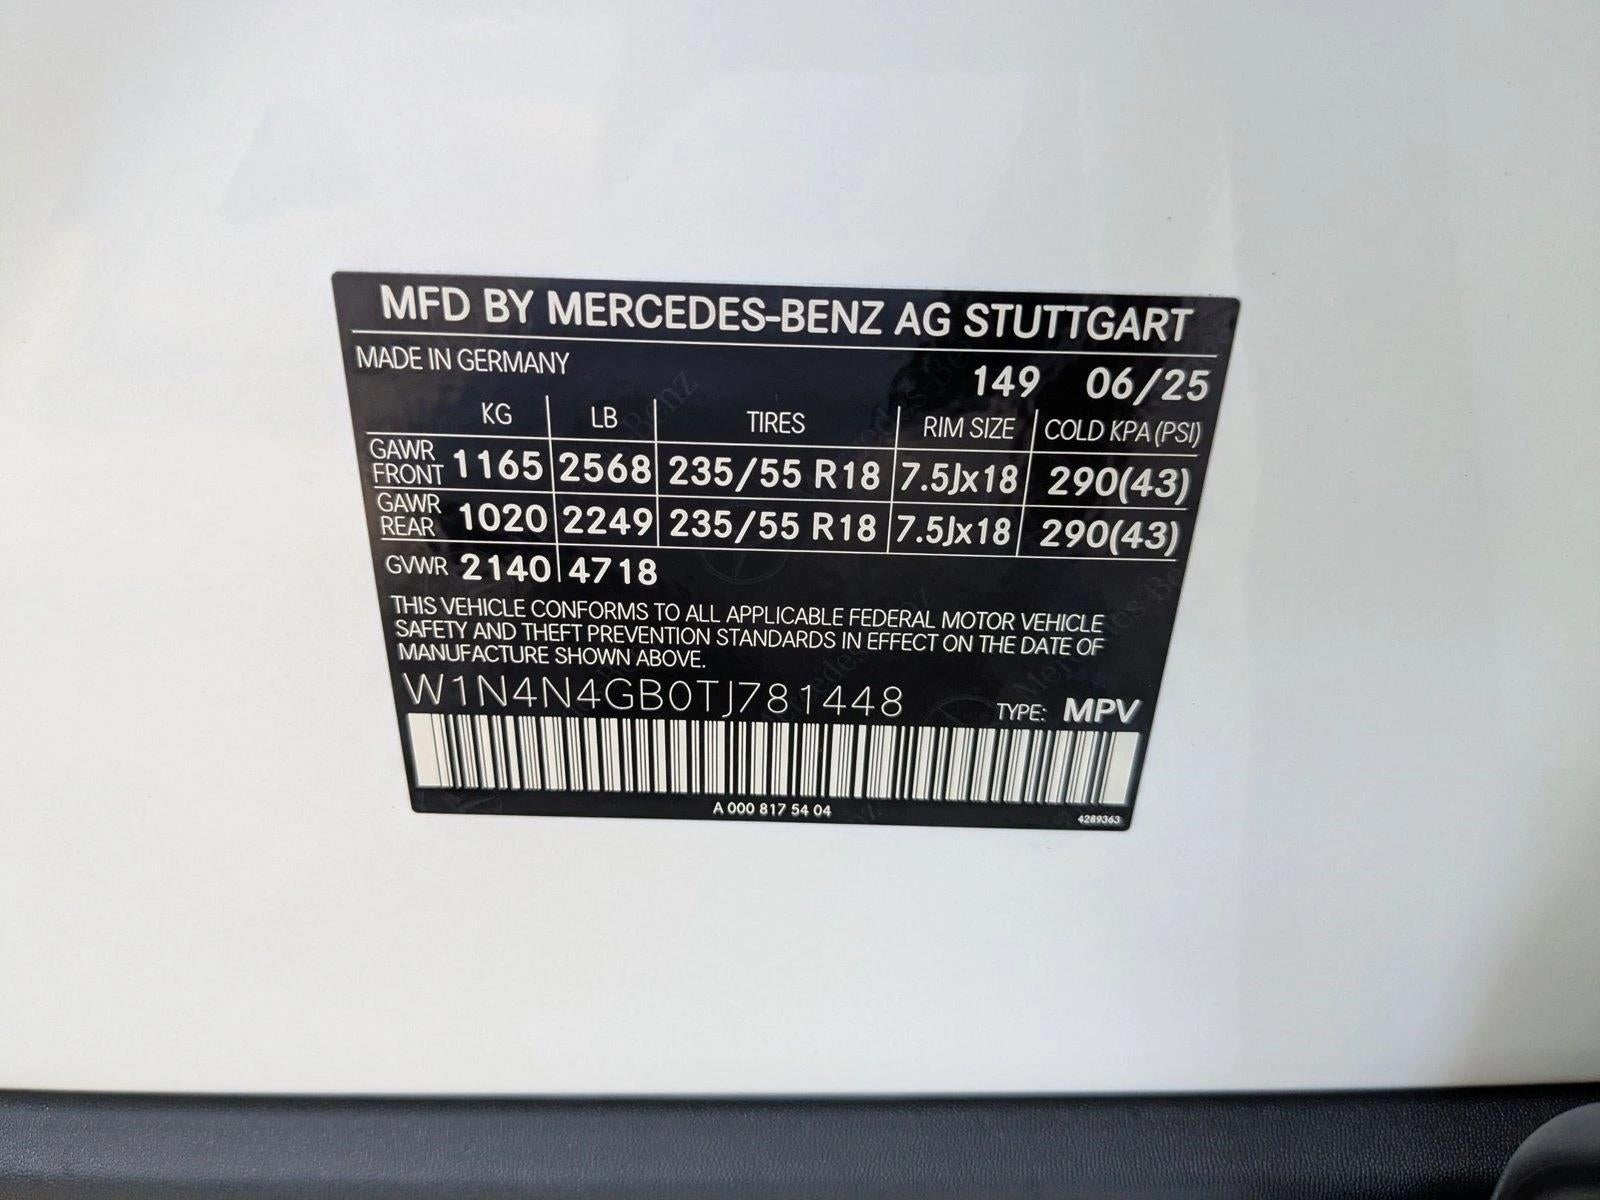 MFD BY MERCEDES-BENZ AG STUTTGART
MADE IN GERMANY
149 06/25
KG LB TIRES RIM SIZE COLD KPA (PSI)
GAWR FRONT 1165 2568 235/55 R18 7.5Jx18 290(43)
GAWR REAR 1020 2249 235/55 R18 7.5Jx18 290(43)
GVWR 2140 4718
THIS VEHICLE CONFORMS TO ALL APPLICABLE FEDERAL MOTOR VEHICLE
SAFETY AND THEFT PREVENTION STANDARDS IN EFFECT ON THE DATE OF
MANUFACTURE SHOWN ABOVE.
W1N4N4GB0TJ781448 TYPE: MPV
A 000 817 54 04
4289363